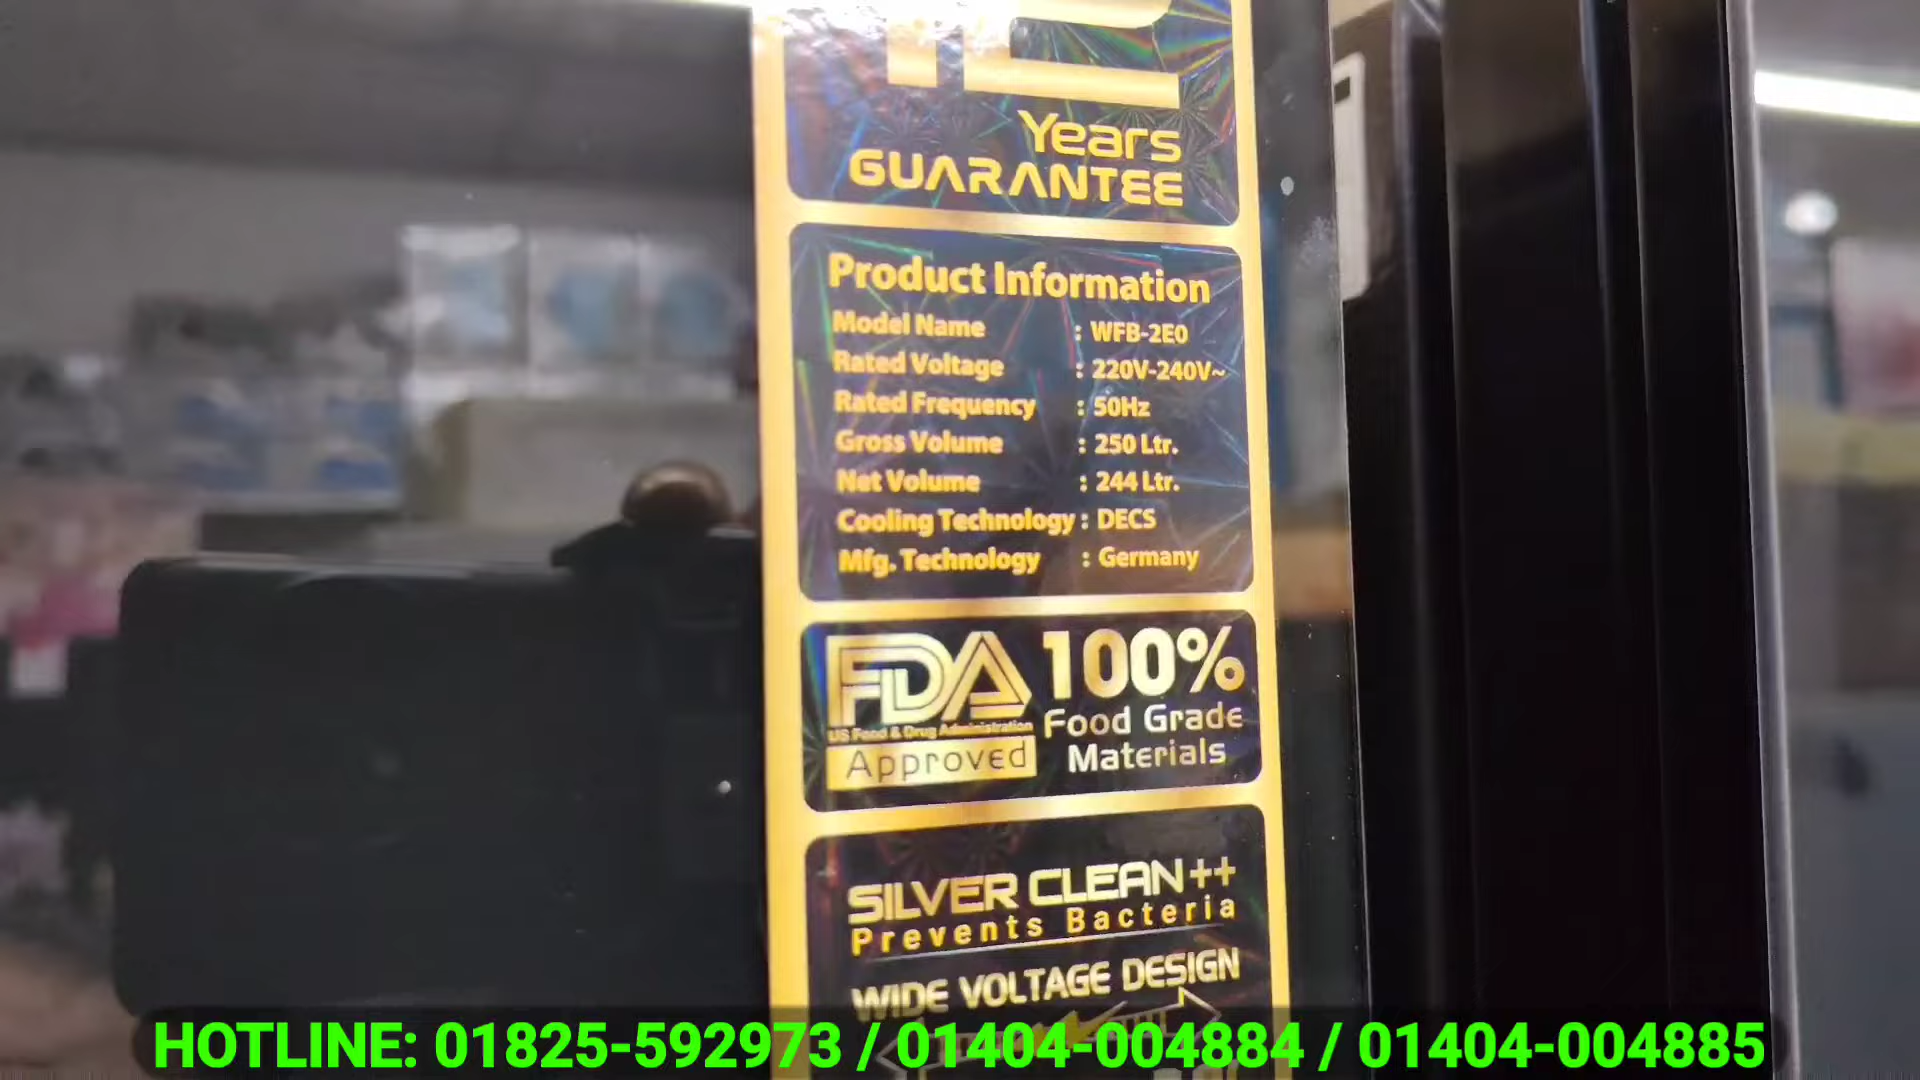 Years
GUARANTEE
Product Information
Model Name : WFB-2E0
Rated Voltage : 220V-240V~
Rated Frequency : 50Hz
Gross Volume : 250 Ltr.
Net Volume : 244 Ltr.
Cooling Technology : DECS
Mfg. Technology : Germany
FDA
US Food & Drug Administration
Approved
100%
Food Grade
Materials
SILVER CLEAN++
Prevents Bacteria
WIDE VOLTAGE DESIGN
HOTLINE: 01825-592973 / 01404-004884 / 01404-004885